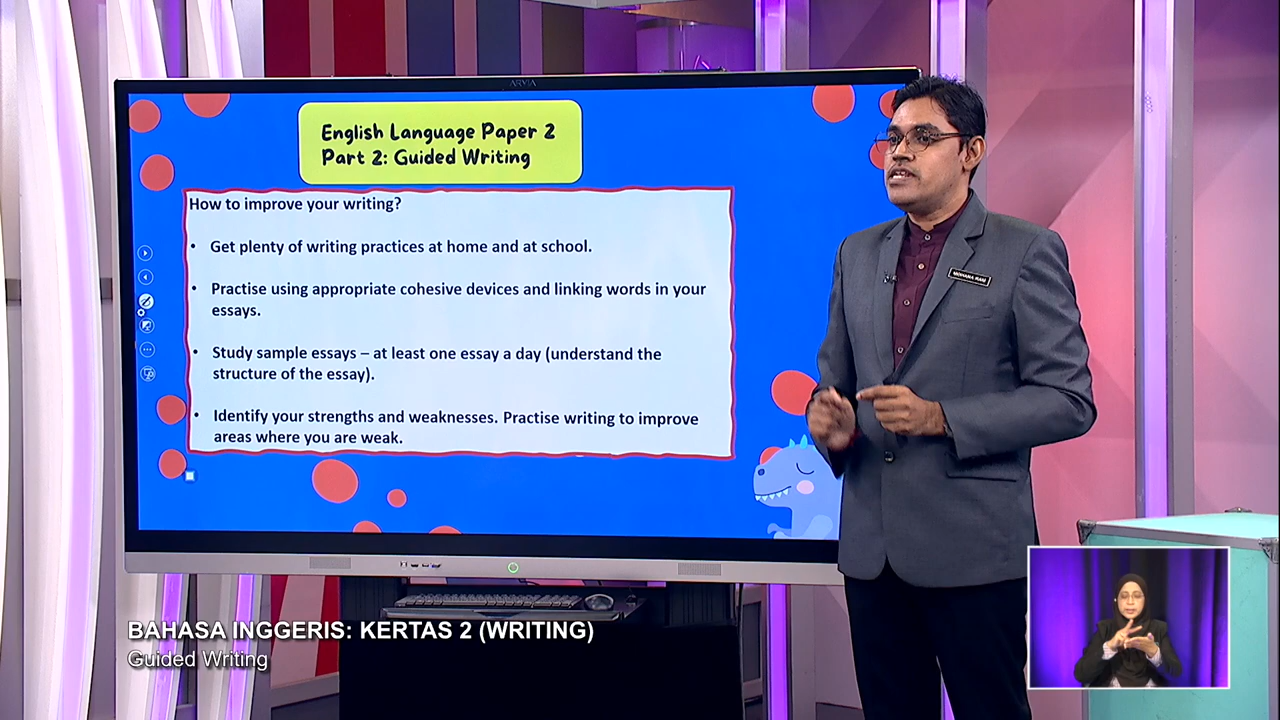 ARVIA
English Language Paper 2
Part 2: Guided Writing
How to improve your writing?
• Get plenty of writing practices at home and at school.
• Practise using appropriate cohesive devices and linking words in your
essays.
• Study sample essays – at least one essay a day (understand the
structure of the essay).
• Identify your strengths and weaknesses. Practise writing to improve
areas where you are weak.
BAHASA INGGERIS: KERTAS 2 (WRITING)
Guided Writing